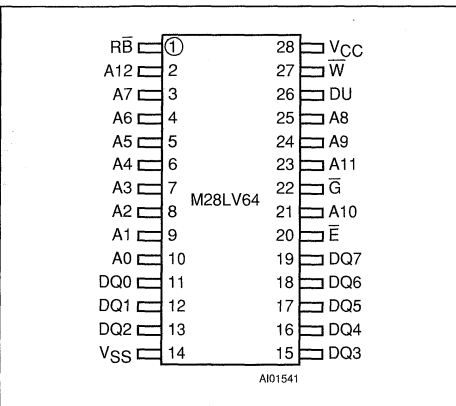 RB̅ 1 28 VCC
A12 2 27 W̅
A7 3 26 DU
A6 4 25 A8
A5 5 24 A9
A4 6 23 A11
A3 7 22 G̅
M28LV64
A2 8 21 A10
A1 9 20 E̅
A0 10 19 DQ7
DQ0 11 18 DQ6
DQ1 12 17 DQ5
DQ2 13 16 DQ4
VSS 14 15 DQ3
AI01541